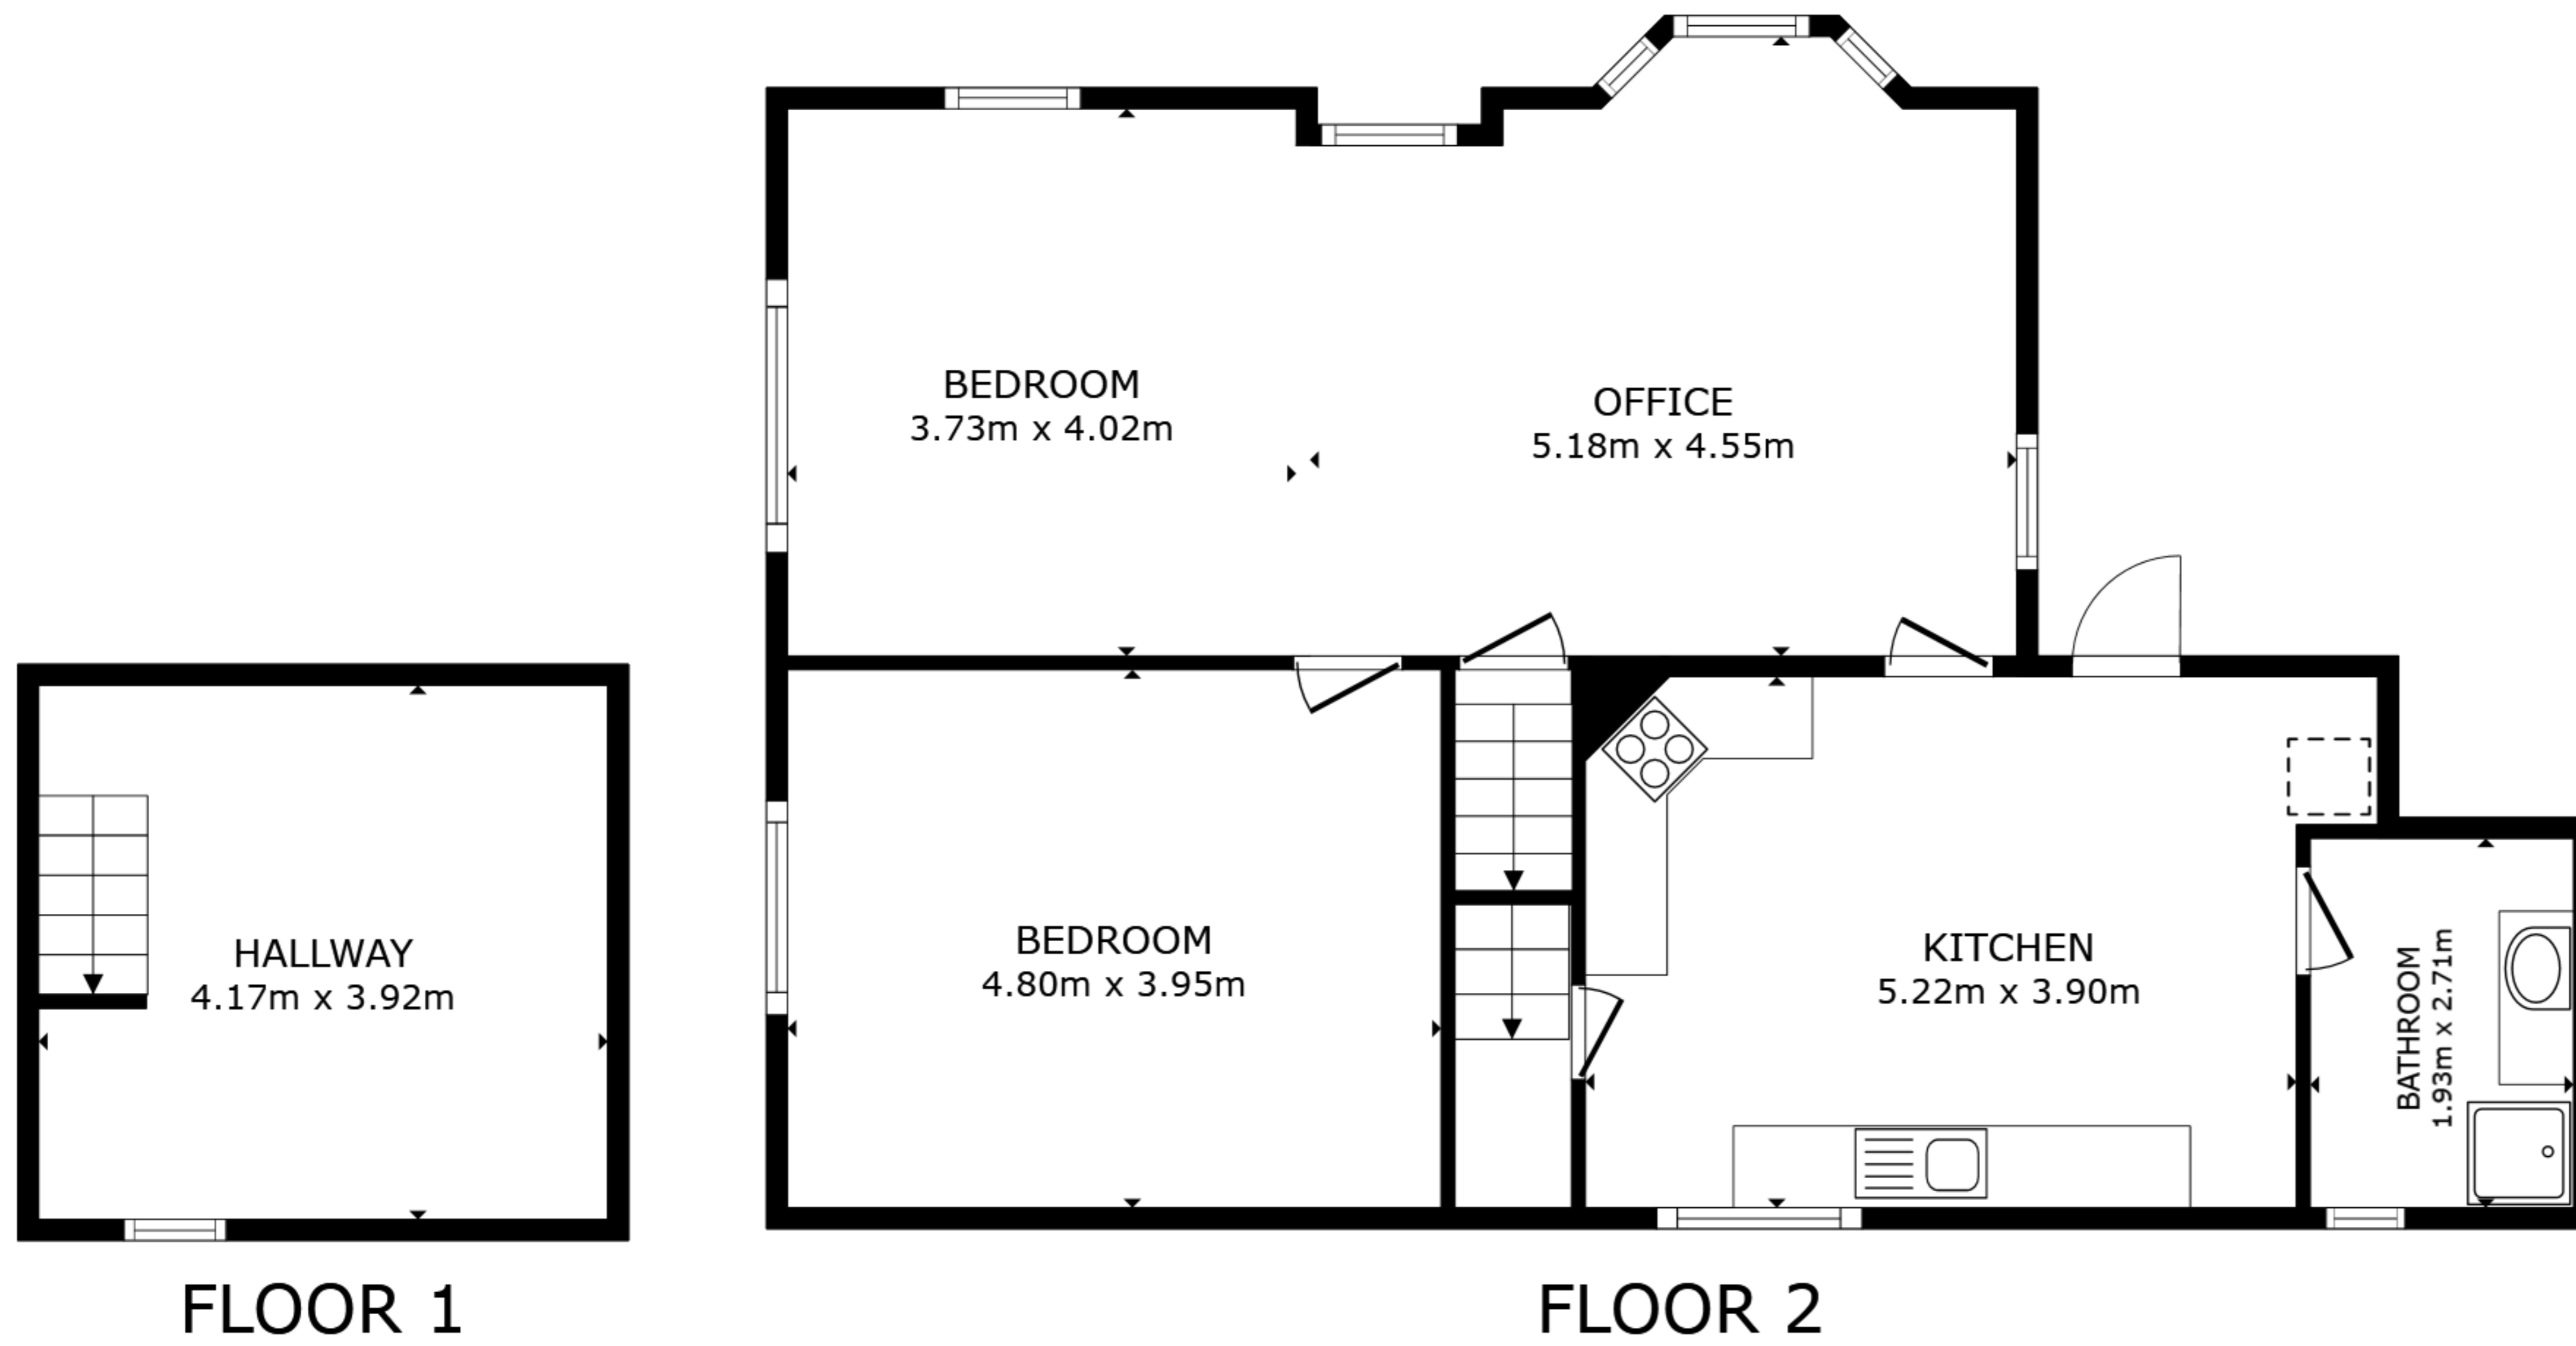 HALLWAY
4.17m x 3.92m
FLOOR 1
BEDROOM
3.73m x 4.02m
OFFICE
5.18m x 4.55m
BEDROOM
4.80m x 3.95m
KITCHEN
5.22m x 3.90m
BATHROOM
1.93m x 2.71m
FLOOR 2